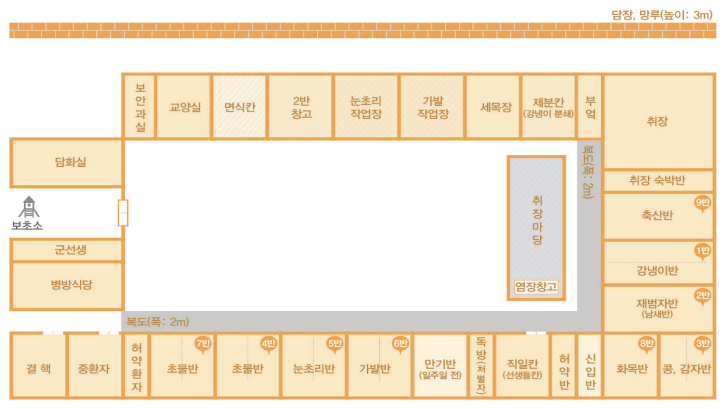 담장, 망루(높이: 3m)
보안과실
교양실
면식칸
2반
창고
눈초리
작업장
가발
작업장
세목장
제분칸
(강냉이 분쇄)
부엌
취장
담화실
복도(폭: 2m)
취장 숙박반
보초소
취장마당
9반
축산반
군선생
1반
강냉이반
병방식당
염장창고
2반
재범자반
(남새반)
복도(폭: 2m)
결 핵
중환자
허약환자
7반
초물반
4반
초물반
5반
눈초리반
6반
가발반
만기반
(일주일 전)
독방(처벌자)
직일칸
(선생들칸)
허약반
신입반
8반
화목반
3반
콩, 감자반